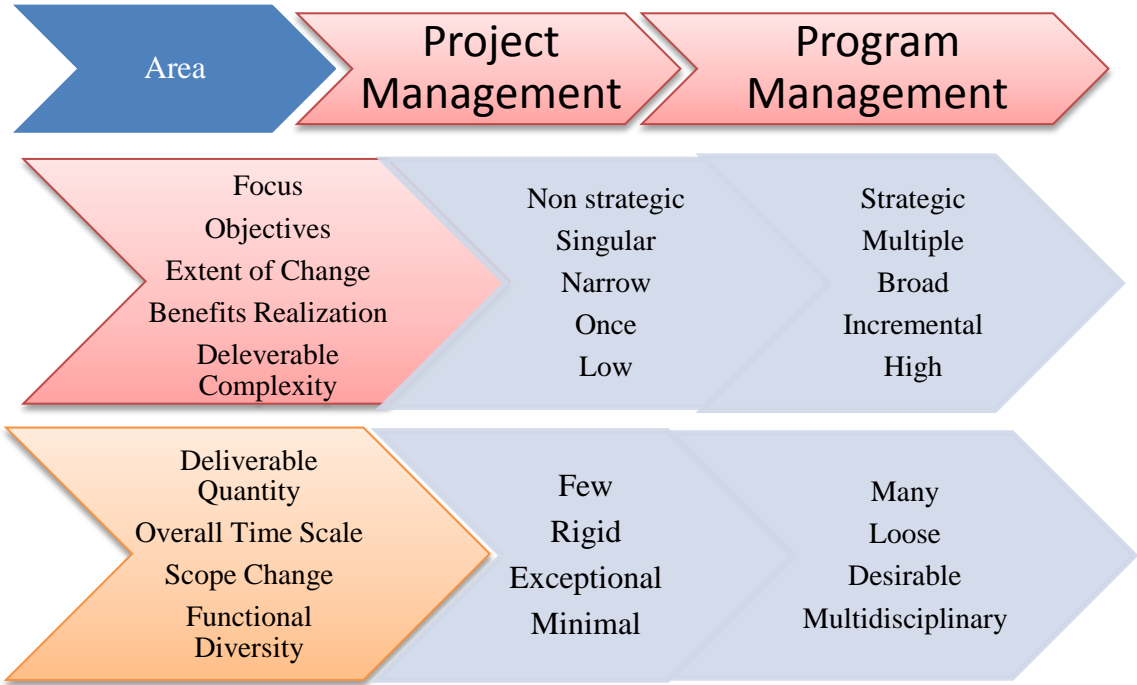 Area
Project
Management
Program
Management
Focus
Objectives
Extent of Change
Benefits Realization
Deleverable
Complexity
Non strategic
Singular
Narrow
Once
Low
Strategic
Multiple
Broad
Incremental
High
Deliverable
Quantity
Overall Time Scale
Scope Change
Functional
Diversity
Few
Rigid
Exceptional
Minimal
Many
Loose
Desirable
Multidisciplinary